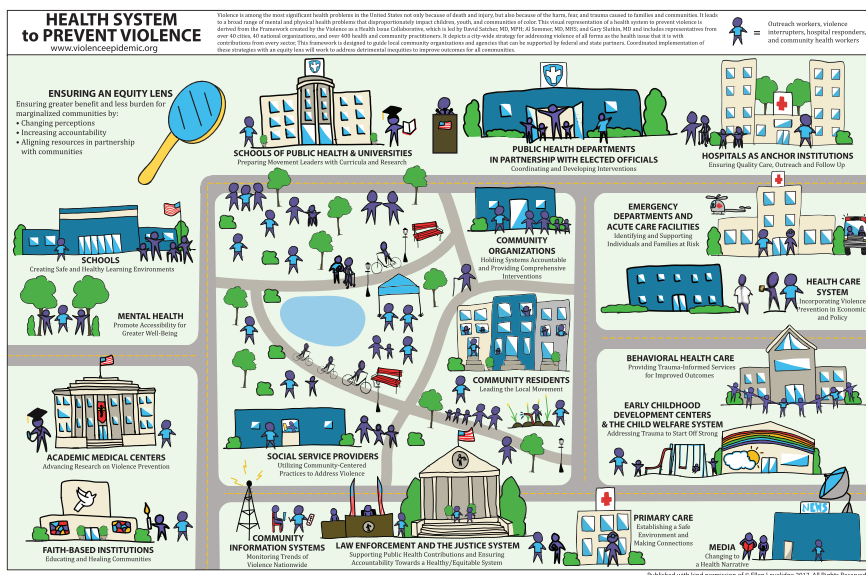 HEALTH SYSTEM
to PREVENT VIOLENCE
www.violenceepidemic.org
Violence is among the most significant health problems in the United States not only because of death and injury, but also because of the harm, fear, and trauma caused to families and communities. It leads
to a broad range of mental and physical health problems that disproportionately impact children, youth, and communities of color. This visual representation of a health system to prevent violence is
derived from the Framework created by the Violence as a Health Issue Collaborative, which is led by David Satcher; MD, MPH; Al Sommer; MD, MHS; and Gary Slutkin, MD and includes representatives from
over 40 cities, 40 national organizations, and over 400 health and community practitioners. It depicts a city-wide strategy for addressing violence of all forms as the health issue that it is with
contributions from every sector. This framework is designed to guide local community organizations and agencies that can be supported by federal and state partners. Coordinated implementation of
these strategies with an equity lens will work to address detrimental inequities to improve outcomes for all communities.
= Outreach workers, violence
interrupters, hospital responders,
and community health workers
ENSURING AN EQUITY LENS
Ensuring greater benefit and less burden for
marginalized communities by:
• Changing perceptions
• Increasing accountability
• Aligning resources in partnership
with communities
SCHOOLS OF PUBLIC HEALTH & UNIVERSITIES
Preparing Movement Leaders with Curricula and Research
PUBLIC HEALTH DEPARTMENTS
IN PARTNERSHIP WITH ELECTED OFFICIALS
Coordinating and Developing Interventions
HOSPITALS AS ANCHOR INSTITUTIONS
Ensuring Quality Care, Outreach and Follow Up
SCHOOLS
Creating Safe and Healthy Learning Environments
COMMUNITY
ORGANIZATIONS
Holding Systems Accountable
and Providing Comprehensive
Interventions
EMERGENCY
DEPARTMENTS AND
ACUTE CARE FACILITIES
Identifying and Supporting
Individuals and Families at Risk
MENTAL HEALTH
Promote Accessibility for
Greater Well-Being
HEALTH CARE
SYSTEM
Incorporating Violence
Prevention in Economic
and Policy
COMMUNITY RESIDENTS
Leading the Local Movement
BEHAVIORAL HEALTH CARE
Providing Trauma-Informed Services
for Improved Outcomes
ACADEMIC MEDICAL CENTERS
Advancing Research on Violence Prevention
SOCIAL SERVICE PROVIDERS
Utilizing Community-Centered
Practices to Address Violence
EARLY CHILDHOOD
DEVELOPMENT CENTERS
& THE CHILD WELFARE SYSTEM
Addressing Trauma to Start Off Strong
FAITH-BASED INSTITUTIONS
Educating and Healing Communities
COMMUNITY
INFORMATION SYSTEMS
Monitoring Trends of
Violence Nationwide
LAW ENFORCEMENT AND THE JUSTICE SYSTEM
Supporting Public Health Contributions and Ensuring
Accountability Towards a Healthy/Equitable System
PRIMARY CARE
Establishing a Safe
Environment and
Making Connections
NEWS
MEDIA
Changing to
a Health Narrative